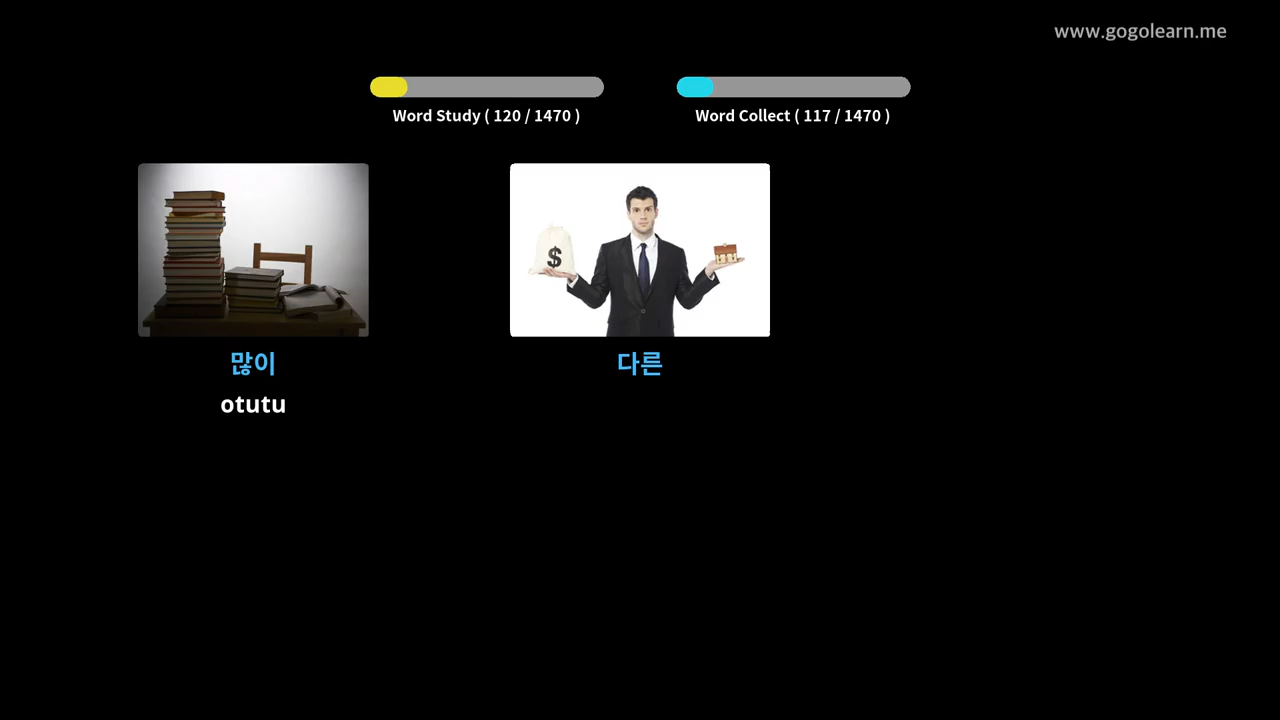 www.gogolearn.me
Word Study ( 120 / 1470 )
Word Collect ( 117 / 1470 )
$
많이
다른
otutu